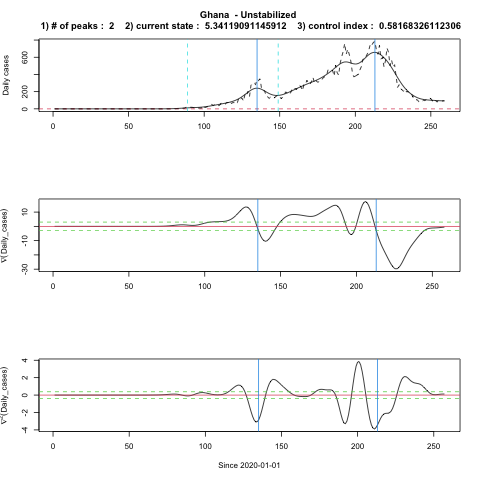 Ghana - Unstabilized
1) # of peaks : 2 2) current state : 5.34119091145912 3) control index : 0.58168326112306
Daily cases
0 200 600
0 50 100 150 200 250
∇(Daily_cases)
-30 -10 10
0 50 100 150 200 250
∇²(Daily_cases)
-4 -2 0 2 4
0 50 100 150 200 250
Since 2020-01-01